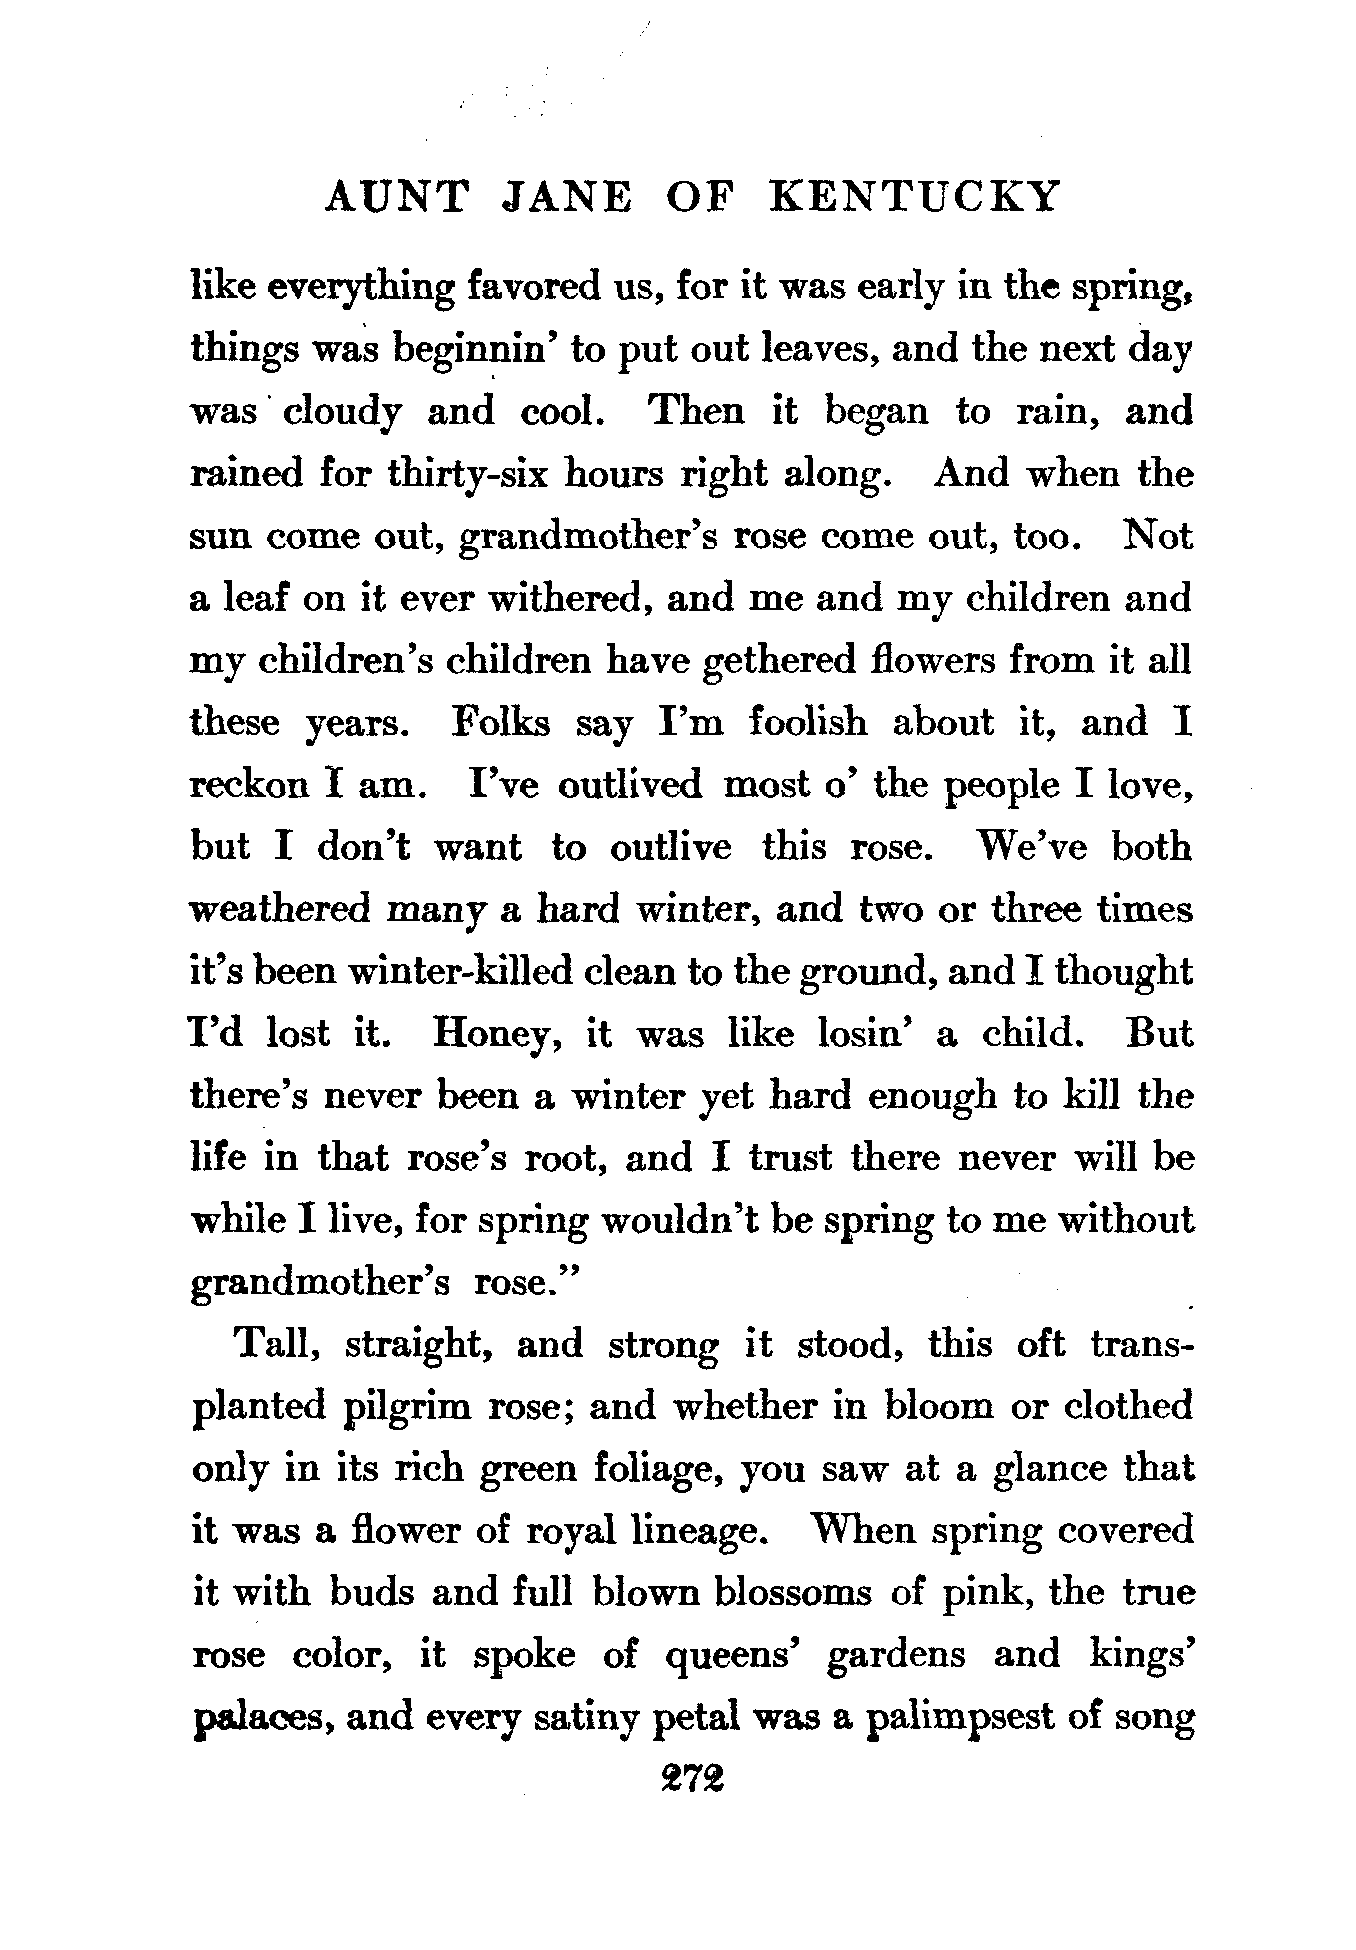 AUNT JANE OF KENTUCKY
like everything favored us, for it was early in the spring,
things was beginnin' to put out leaves, and the next day
was cloudy and cool. Then it began to rain, and
rained for thirty-six hours right along. And when the
sun come out, grandmother's rose come out, too. Not
a leaf on it ever withered, and me and my children and
my children's children have gethered flowers from it all
these years. Folks say I'm foolish about it, and I
reckon I am. I've outlived most o' the people I love,
but I don't want to outlive this rose. We've both
weathered many a hard winter, and two or three times
it's been winter-killed clean to the ground, and I thought
I'd lost it. Honey, it was like losin' a child. But
there's never been a winter yet hard enough to kill the
life in that rose's root, and I trust there never will be
while I live, for spring wouldn't be spring to me without
grandmother's rose."
Tall, straight, and strong it stood, this oft trans-
planted pilgrim rose; and whether in bloom or clothed
only in its rich green foliage, you saw at a glance that
it was a flower of royal lineage. When spring covered
it with buds and full blown blossoms of pink, the true
rose color, it spoke of queens' gardens and kings'
palaces, and every satiny petal was a palimpsest of song
272